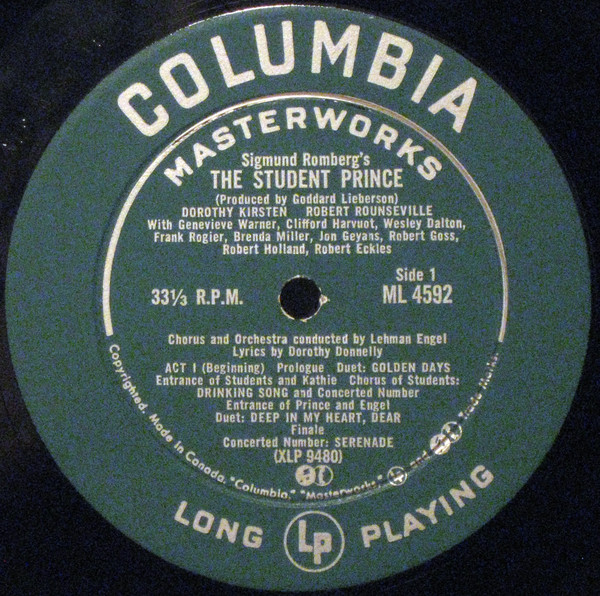 COLUMBIA
MASTERWORKS
Sigmund Romberg's
THE STUDENT PRINCE
(Produced by Goddard Lieberson)
DOROTHY KIRSTEN ROBERT ROUNSEVILLE
With Genevieve Warner, Clifford Harvuot, Wesley Dalton,
Frank Rogier, Brenda Miller, Jon Geyans, Robert Goss,
Robert Holland, Robert Eckles
33⅓ R.P.M.
Side 1
ML 4592
Chorus and Orchestra conducted by Lehman Engel
Lyrics by Dorothy Donnelly
ACT I (Beginning) Prologue Duet: GOLDEN DAYS
Entrance of Students and Kathie Chorus of Students:
DRINKING SONG and Concerted Number
Entrance of Prince and Engel
Duet: DEEP IN MY HEART, DEAR
Finale
Concerted Number: SERENADE
(XLP 9480)
Copyrighted. Made in Canada. "Columbia," "Masterworks," LP and Trade Marks.
LONG LP PLAYING